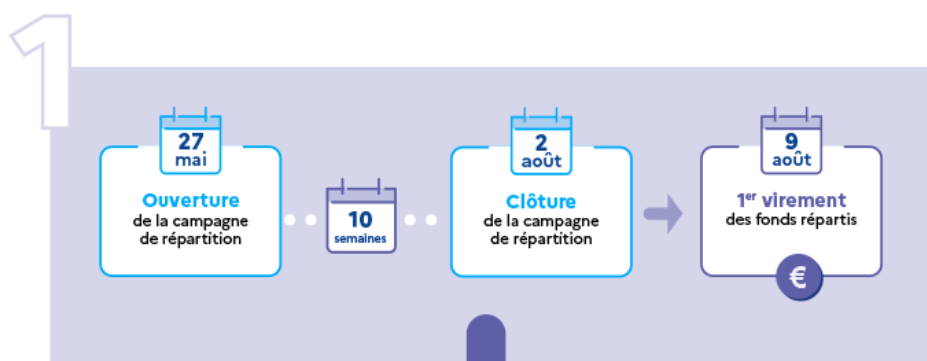 1
27
mai
Ouverture
de la campagne
de répartition
10
semaines
2
août
Clôture
de la campagne
de répartition
9
août
1er virement
des fonds répartis
€